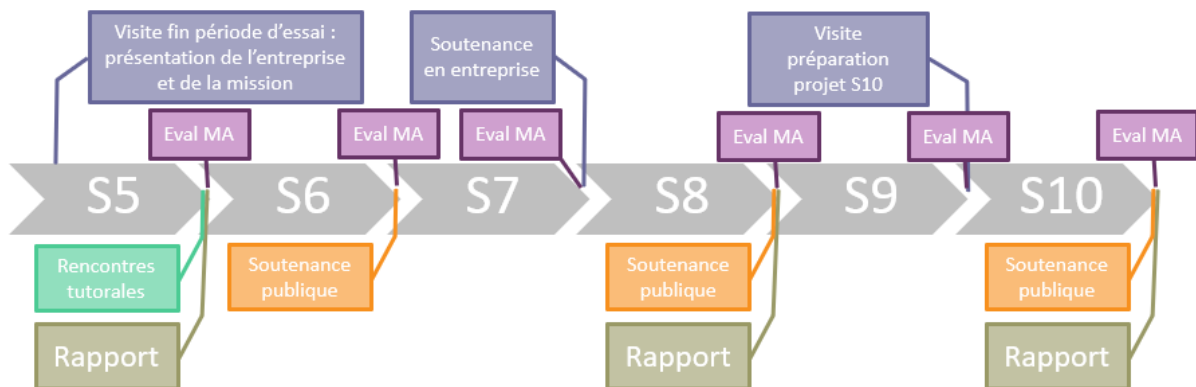 Visite fin période d'essai :
présentation de l'entreprise
et de la mission
Soutenance
en entreprise
Visite
préparation
projet S10
Eval MA
Eval MA
Eval MA
Eval MA
Eval MA
Eval MA
S5
S6
S7
S8
S9
S10
Rencontres
tutorales
Soutenance
publique
Soutenance
publique
Soutenance
publique
Rapport
Rapport
Rapport